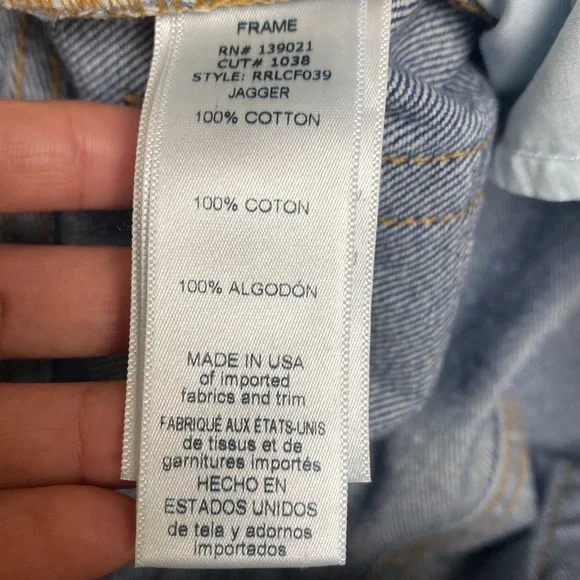 FRAME
RN# 139021
CUT# 1038
STYLE: RRLCF039
JAGGER
100% COTTON
100% COTON
100% ALGODÓN
MADE IN USA
of imported
fabrics and trim
FABRIQUÉ AUX ÉTATS-UNIS
de tissus et de
garnitures importés
HECHO EN
ESTADOS UNIDOS
de tela y adornos
importados